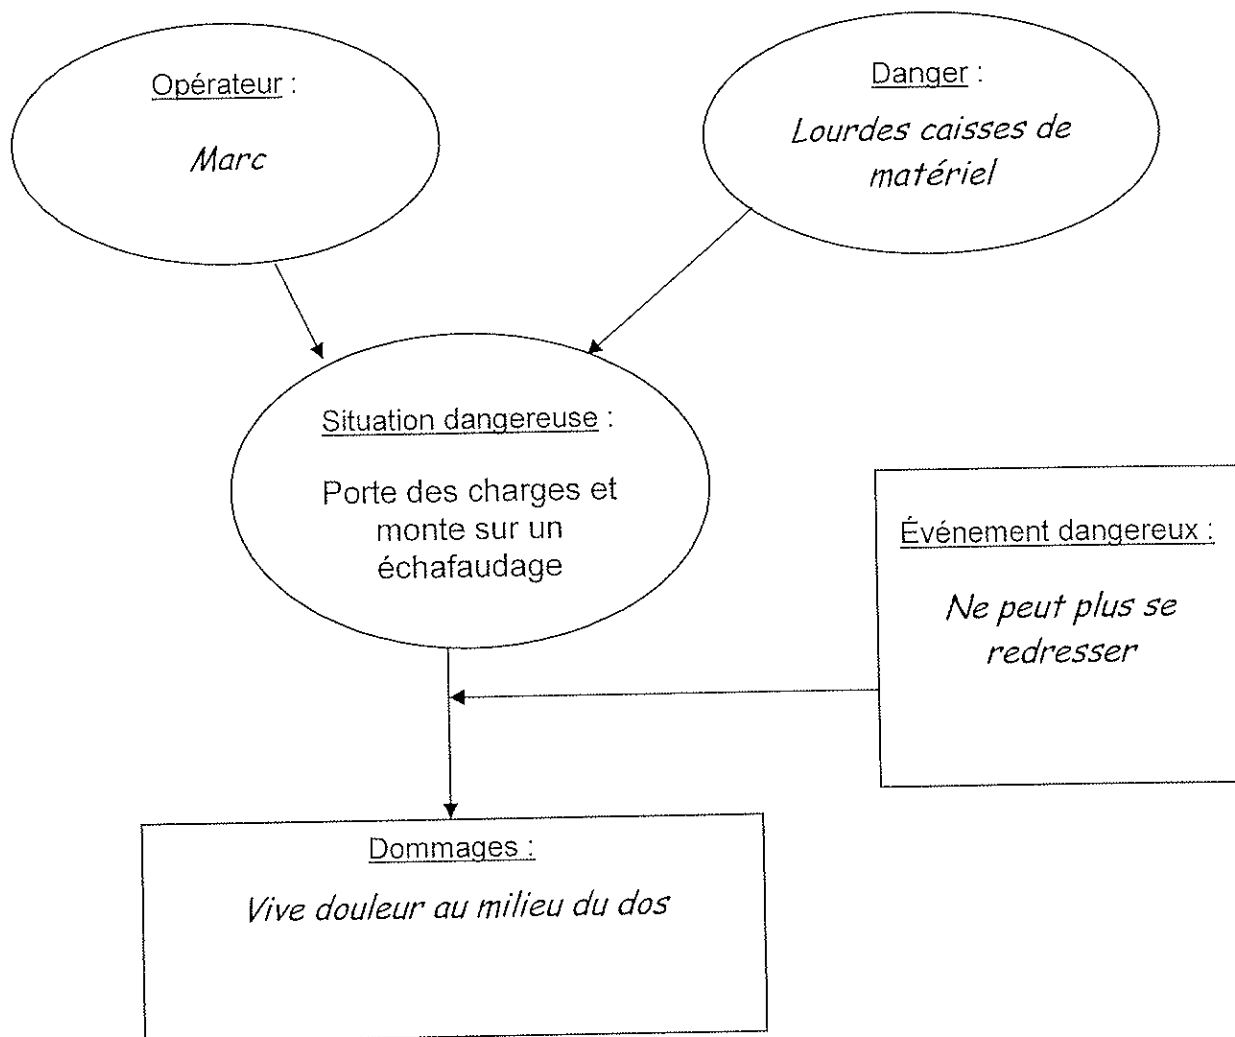 Opérateur :
Marc
Danger :
Lourdes caisses de
matériel
Situation dangereuse :
Porte des charges et
monte sur un
échafaudage
Événement dangereux :
Ne peut plus se
redresser
Dommages :
Vive douleur au milieu du dos